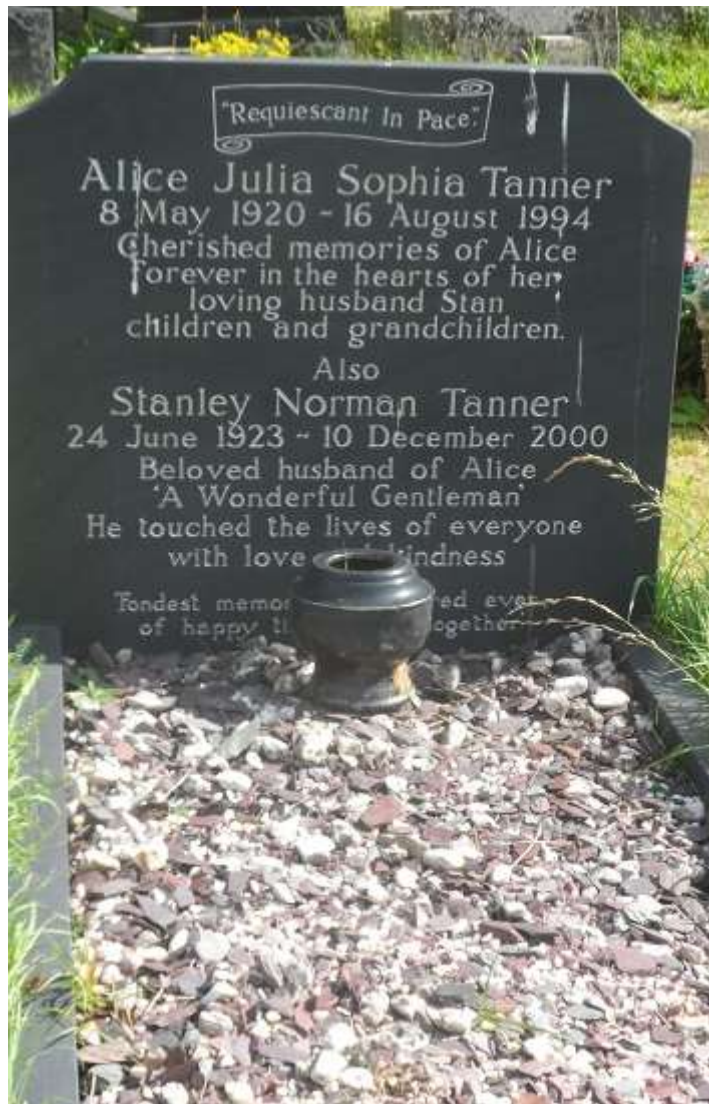 "Requiescant In Pace".
Alice Julia Sophia Tanner
8 May 1920 ~ 16 August 1994
Cherished memories of Alice
forever in the hearts of her
loving husband Stan
children and grandchildren.
Also
Stanley Norman Tanner
24 June 1923 ~ 10 December 2000
Beloved husband of Alice
'A Wonderful Gentleman'
He touched the lives of everyone
with love kindness
Fondest
of happy together